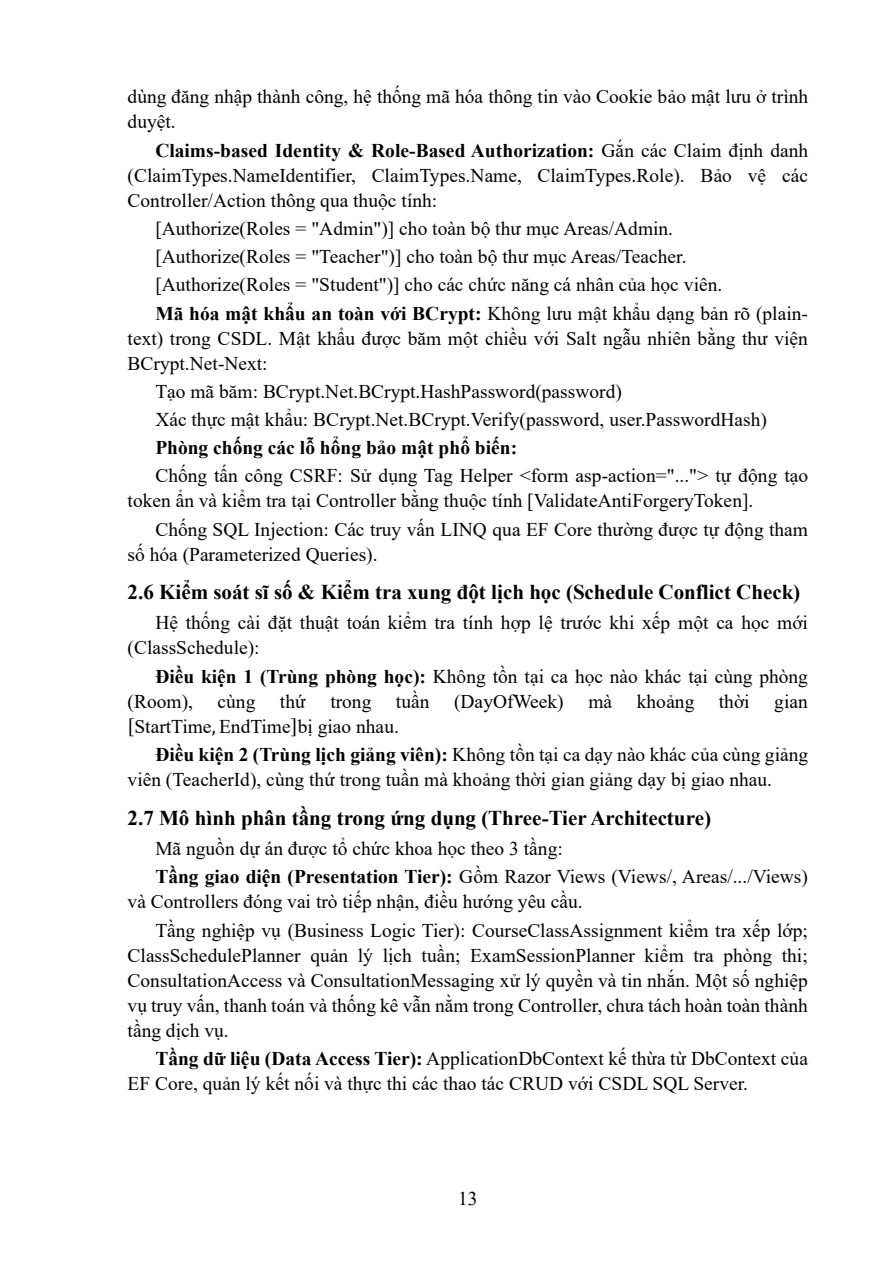 dùng đăng nhập thành công, hệ thống mã hóa thông tin vào Cookie bảo mật lưu ở trình
duyệt.
Claims-based Identity & Role-Based Authorization: Gắn các Claim định danh
(ClaimTypes.NameIdentifier, ClaimTypes.Name, ClaimTypes.Role). Bảo vệ các
Controller/Action thông qua thuộc tính:
[Authorize(Roles = "Admin")] cho toàn bộ thư mục Areas/Admin.
[Authorize(Roles = "Teacher")] cho toàn bộ thư mục Areas/Teacher.
[Authorize(Roles = "Student")] cho các chức năng cá nhân của học viên.
Mã hóa mật khẩu an toàn với BCrypt: Không lưu mật khẩu dạng bản rõ (plain-
text) trong CSDL. Mật khẩu được băm một chiều với Salt ngẫu nhiên bằng thư viện
BCrypt.Net-Next:
Tạo mã băm: BCrypt.Net.BCrypt.HashPassword(password)
Xác thực mật khẩu: BCrypt.Net.BCrypt.Verify(password, user.PasswordHash)
Phòng chống các lỗ hổng bảo mật phổ biến:
Chống tấn công CSRF: Sử dụng Tag Helper <form asp-action="..."> tự động tạo
token ẩn và kiểm tra tại Controller bằng thuộc tính [ValidateAntiForgeryToken].
Chống SQL Injection: Các truy vấn LINQ qua EF Core thường được tự động tham
số hóa (Parameterized Queries).
2.6 Kiểm soát sĩ số & Kiểm tra xung đột lịch học (Schedule Conflict Check)
Hệ thống cài đặt thuật toán kiểm tra tính hợp lệ trước khi xếp một ca học mới
(ClassSchedule):
Điều kiện 1 (Trùng phòng học): Không tồn tại ca học nào khác tại cùng phòng
(Room), cùng thứ trong tuần (DayOfWeek) mà khoảng thời gian
[StartTime, EndTime]bị giao nhau.
Điều kiện 2 (Trùng lịch giảng viên): Không tồn tại ca dạy nào khác của cùng giảng
viên (TeacherId), cùng thứ trong tuần mà khoảng thời gian giảng dạy bị giao nhau.
2.7 Mô hình phân tầng trong ứng dụng (Three-Tier Architecture)
Mã nguồn dự án được tổ chức khoa học theo 3 tầng:
Tầng giao diện (Presentation Tier): Gồm Razor Views (Views/, Areas/.../Views)
và Controllers đóng vai trò tiếp nhận, điều hướng yêu cầu.
Tầng nghiệp vụ (Business Logic Tier): CourseClassAssignment kiểm tra xếp lớp;
ClassSchedulePlanner quản lý lịch tuần; ExamSessionPlanner kiểm tra phòng thi;
ConsultationAccess và ConsultationMessaging xử lý quyền và tin nhắn. Một số nghiệp
vụ truy vấn, thanh toán và thống kê vẫn nằm trong Controller, chưa tách hoàn toàn thành
tầng dịch vụ.
Tầng dữ liệu (Data Access Tier): ApplicationDbContext kế thừa từ DbContext của
EF Core, quản lý kết nối và thực thi các thao tác CRUD với CSDL SQL Server.
13